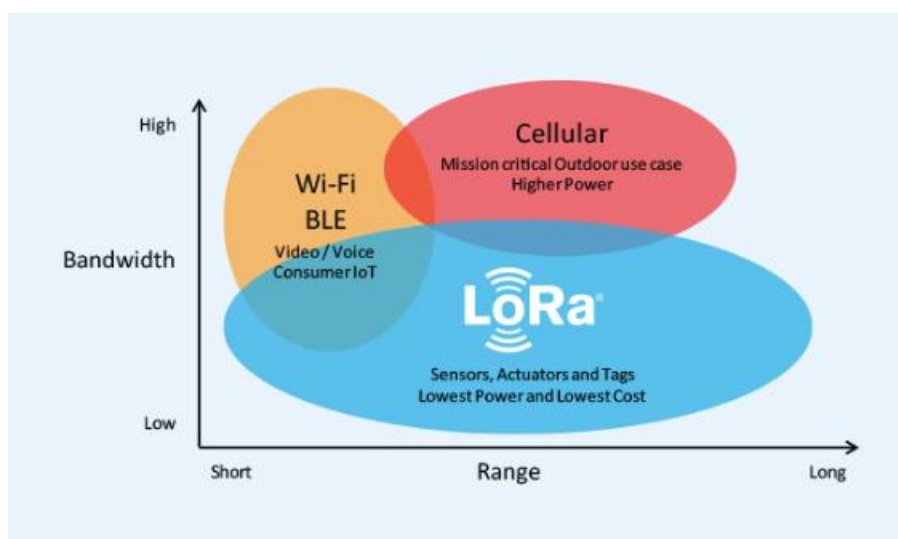 High
Bandwidth
Low
Wi-Fi
BLE
Video / Voice
Consumer IoT
Cellular
Mission critical Outdoor use case
Higher Power
LoRa®
Sensors, Actuators and Tags
Lowest Power and Lowest Cost
Short
Range
Long